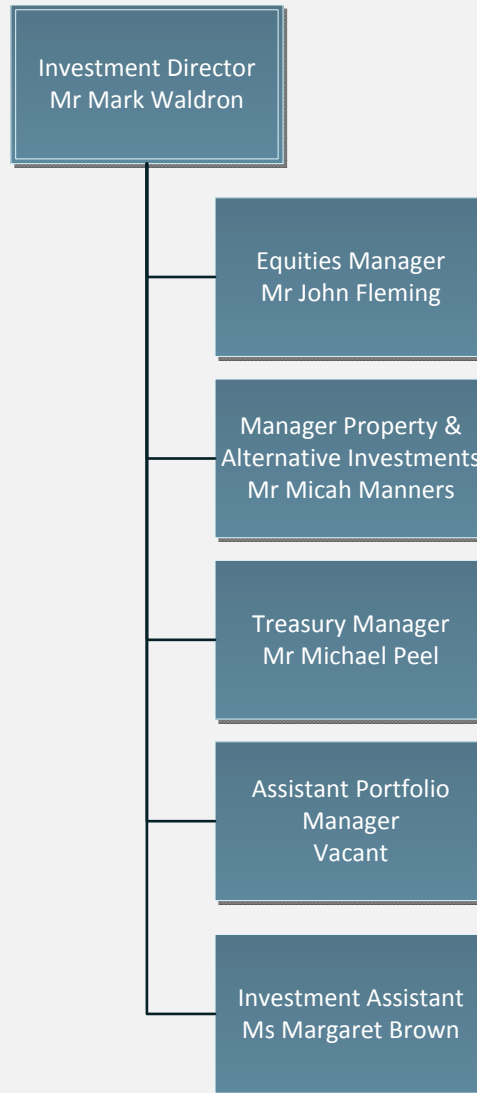 Investment Director
Mr Mark Waldron
Equities Manager
Mr John Fleming
Manager Property &
Alternative Investments
Mr Micah Manners
Treasury Manager
Mr Michael Peel
Assistant Portfolio
Manager
Vacant
Investment Assistant
Ms Margaret Brown